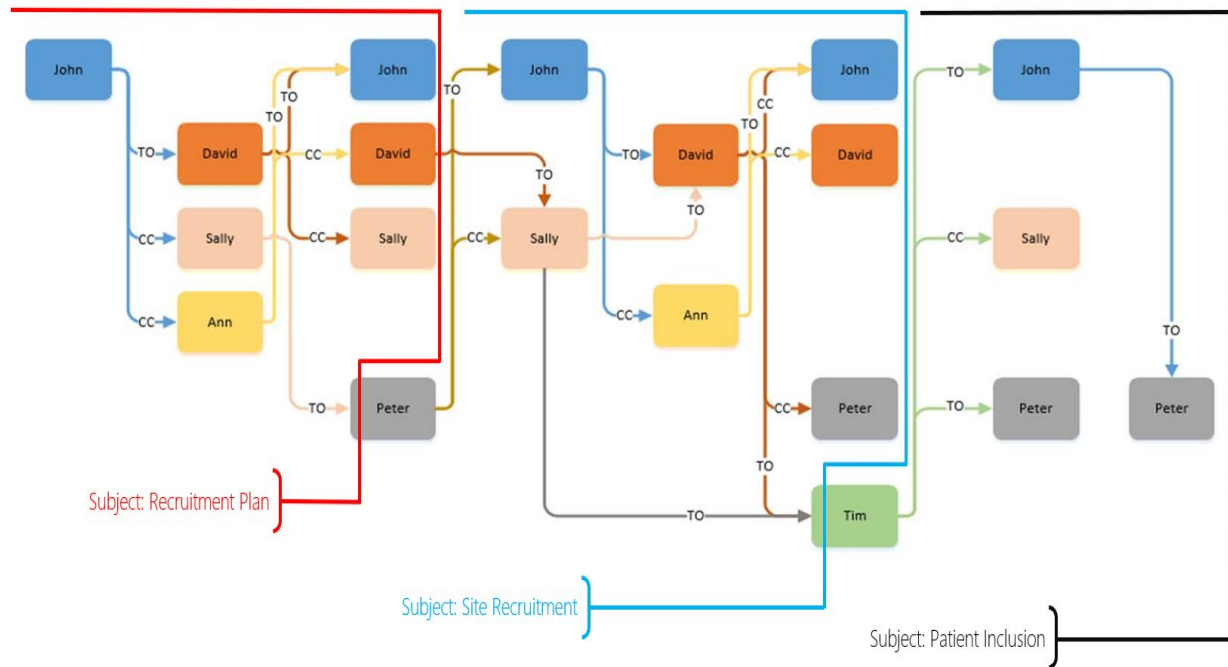 John
John
John
John
John
TO
TO
TO
CC
TO
TO
TO
David
CC
David
TO
TO
David
CC
David
TO
CC
Sally
CC
Sally
CC
Sally
TO
CC
Sally
CC
Ann
CC
Ann
TO
TO
Peter
CC
Peter
TO
Peter
Peter
TO
Subject: Recruitment Plan
TO
Tim
Subject: Site Recruitment
Subject: Patient Inclusion